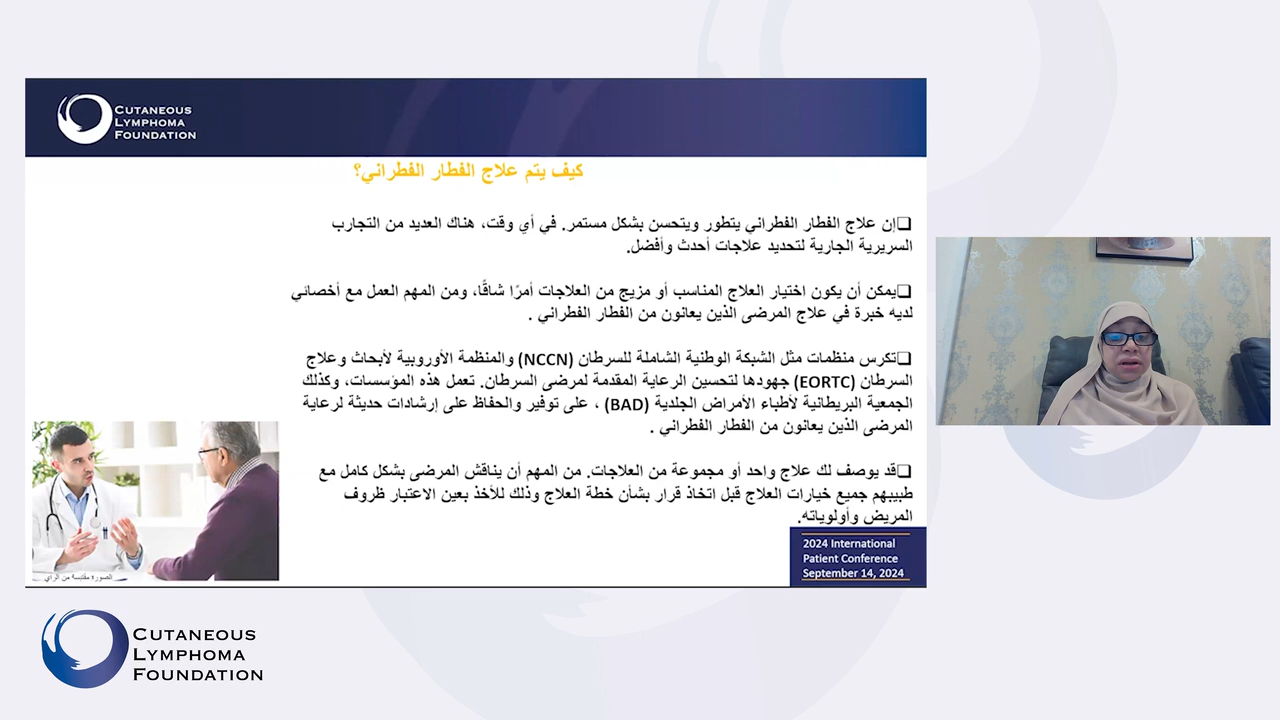 CUTANEOUS
LYMPHOMA
FOUNDATION
كيف يتم علاج الفطار الفطراني؟
❑إن علاج الفطار الفطراني يتطور ويتحسن بشكل مستمر. في أي وقت، هناك العديد من التجارب
السريرية الجارية لتحديد علاجات أحدث وأفضل.
❑يمكن أن يكون اختيار العلاج المناسب أو مزيج من العلاجات أمرًا شاقًا، ومن المهم العمل مع أخصائي
لديه خبرة في علاج المرضى الذين يعانون من الفطار الفطراني .
❑تكرس منظمات مثل الشبكة الوطنية الشاملة للسرطان (NCCN) والمنظمة الأوروبية لأبحاث وعلاج
السرطان (EORTC) جهودها لتحسين الرعاية المقدمة لمرضى السرطان. تعمل هذه المؤسسات، وكذلك
الجمعية البريطانية لأطباء الأمراض الجلدية (BAD) ، على توفير والحفاظ على إرشادات حديثة لرعاية
المرضى الذين يعانون من الفطار الفطراني .
❑قد يوصف لك علاج واحد أو مجموعة من العلاجات. من المهم أن يناقش المرضى بشكل كامل مع
طبيبهم جميع خيارات العلاج قبل اتخاذ قرار بشأن خطة العلاج وذلك للأخذ بعين الاعتبار ظروف
المريض وأولوياته.
الصورة مقتبسة من الراي
2024 International
Patient Conference
September 14, 2024
CUTANEOUS
LYMPHOMA
FOUNDATION